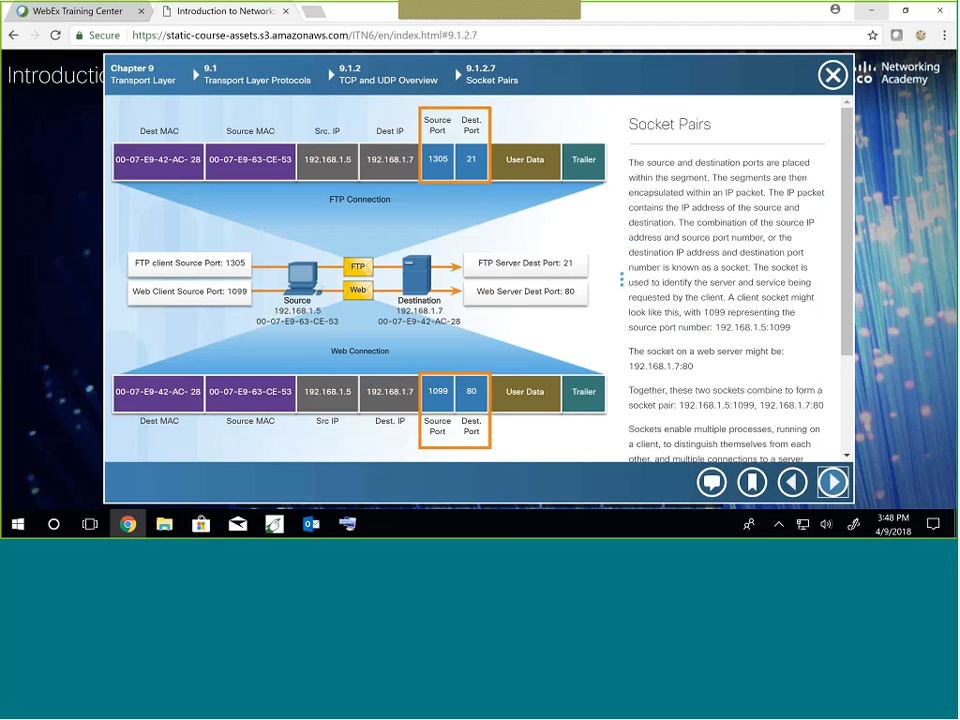 WebEx Training Center
Introduction to Network
Secure
https://static-course-assets.s3.amazonaws.com/ITN6/en/index.html#9.1.2.7
Introductio
Networking
Academy
Chapter 9
Transport Layer
9.1
Transport Layer Protocols
9.1.2
TCP and UDP Overview
9.1.2.7
Socket Pairs
Dest MAC
Source MAC
Src. IP
Dest IP
Source
Port
Dest.
Port
00-07-E9-42-AC- 28
00-07-E9-63-CE-53
192.168.1.5
192.168.1.7
1305
21
User Data
Trailer
FTP Connection
FTP client Source Port: 1305
FTP
FTP Server Dest Port: 21
Web Client Source Port: 1099
Web
Web Server Dest Port: 80
Source
192.168.1.5
00-07-E9-63-CE-53
Destination
192.168.1.7
00-07-E9-42-AC-28
Web Connection
00-07-E9-42-AC- 28
00-07-E9-63-CE-53
192.168.1.5
192.168.1.7
1099
80
User Data
Trailer
Dest MAC
Source MAC
Src IP
Dest. IP
Source
Port
Dest.
Port
Socket Pairs
The source and destination ports are placed
within the segment. The segments are then
encapsulated within an IP packet. The IP packet
contains the IP address of the source and
destination. The combination of the source IP
address and source port number, or the
destination IP address and destination port
number is known as a socket. The socket is
used to identify the server and service being
requested by the client. A client socket might
look like this, with 1099 representing the
source port number: 192.168.1.5:1099
The socket on a web server might be:
192.168.1.7:80
Together, these two sockets combine to form a
socket pair: 192.168.1.5:1099, 192.168.1.7:80
Sockets enable multiple processes, running on
a client, to distinguish themselves from each
other, and multiple connections to a server
3:48 PM
4/9/2018